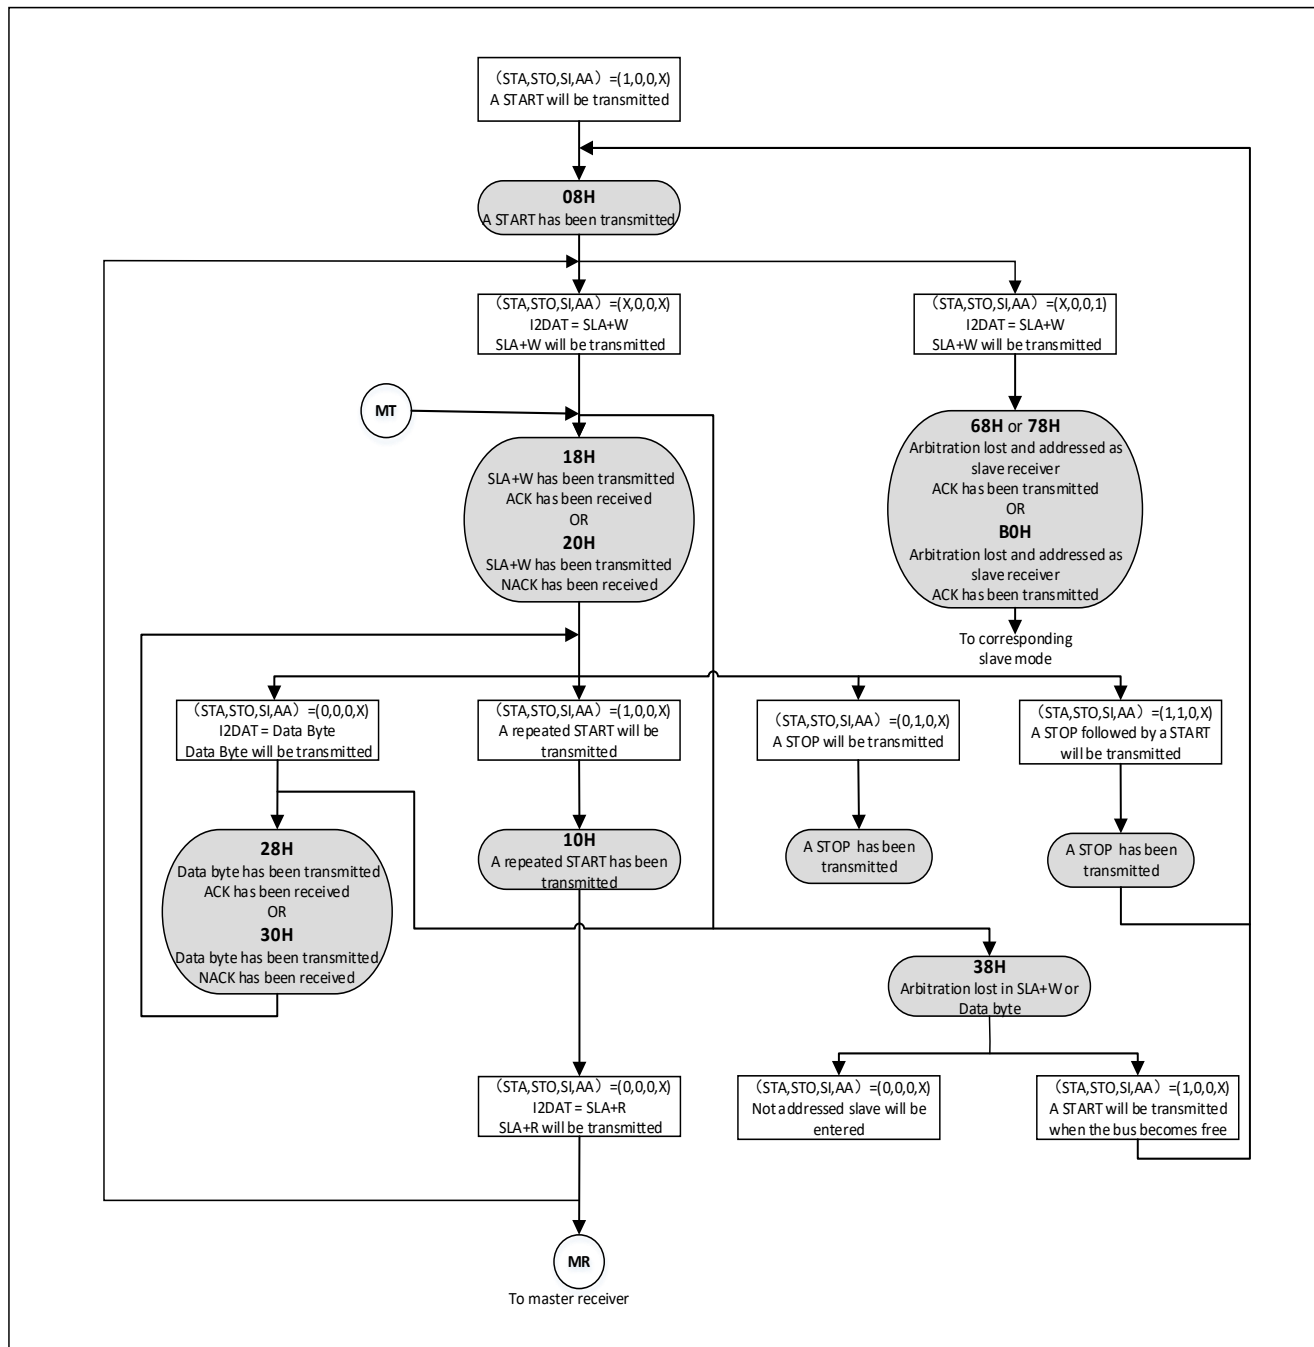 （STA,STO,SI,AA）=(1,0,0,X)
A START will be transmitted
08H
A START has been transmitted
（STA,STO,SI,AA）=(X,0,0,X)
I2DAT = SLA+W
SLA+W will be transmitted
（STA,STO,SI,AA）=(X,0,0,1)
I2DAT = SLA+W
SLA+W will be transmitted
MT
18H
SLA+W has been transmitted
ACK has been received
OR
20H
SLA+W has been transmitted
NACK has been received
68H or 78H
Arbitration lost and addressed as
slave receiver
ACK has been transmitted
OR
B0H
Arbitration lost and addressed as
slave receiver
ACK has been transmitted
To corresponding
slave mode
（STA,STO,SI,AA）=(0,0,0,X)
I2DAT = Data Byte
Data Byte will be transmitted
（STA,STO,SI,AA）=(1,0,0,X)
A repeated START will be
transmitted
（STA,STO,SI,AA）=(0,1,0,X)
A STOP will be transmitted
（STA,STO,SI,AA）=(1,1,0,X)
A STOP followed by a START
will be transmitted
28H
Data byte has been transmitted
ACK has been received
OR
30H
Data byte has been transmitted
NACK has been received
10H
A repeated START has been
transmitted
A STOP has been
transmitted
A STOP has been
transmitted
38H
Arbitration lost in SLA+W or
Data byte
（STA,STO,SI,AA）=(0,0,0,X)
I2DAT = SLA+R
SLA+R will be transmitted
（STA,STO,SI,AA）=(0,0,0,X)
Not addressed slave will be
entered
（STA,STO,SI,AA）=(1,0,0,X)
A START will be transmitted
when the bus becomes free
MR
To master receiver